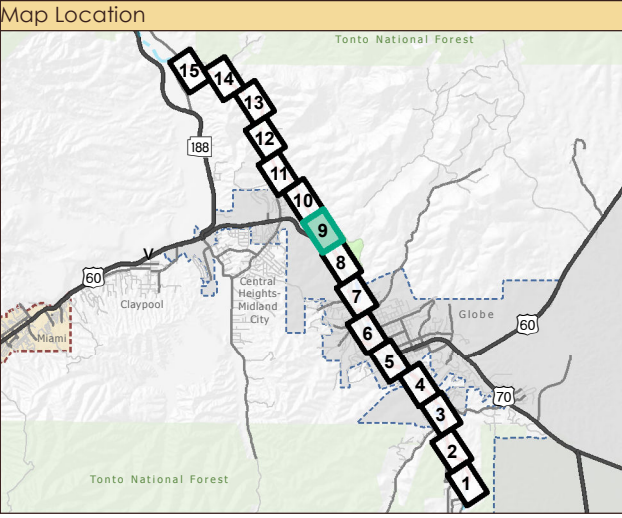 Map Location
Tonto National Forest
15
14
13
12
188
11
10
9
8
60
Central
Heights-
Midland
City
7
Claypool
Globe
60
6
Miami
5
4
70
3
2
Tonto National Forest
1